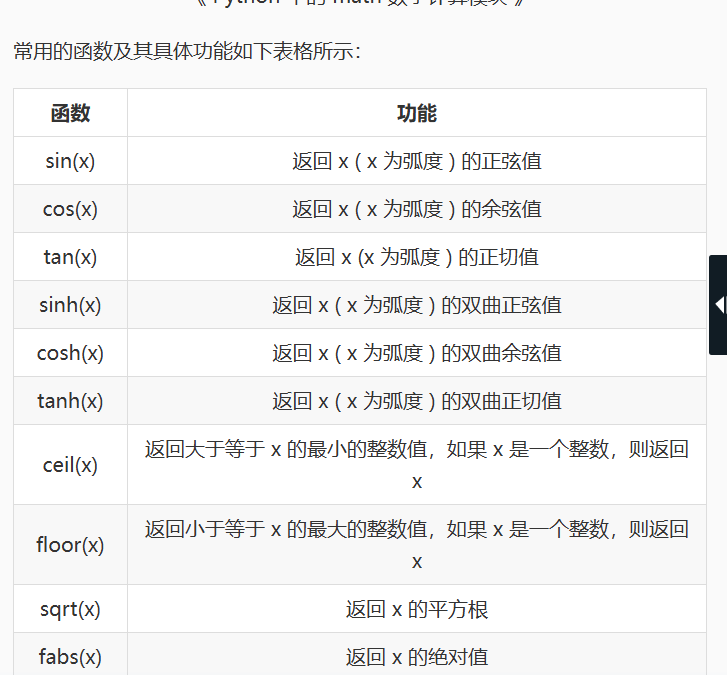 常用的函数及其具体功能如下表格所示：
函数 功能
sin(x) 返回 x ( x 为弧度 ) 的正弦值
cos(x) 返回 x ( x 为弧度 ) 的余弦值
tan(x) 返回 x (x 为弧度 ) 的正切值
sinh(x) 返回 x ( x 为弧度 ) 的双曲正弦值
cosh(x) 返回 x ( x 为弧度 ) 的双曲余弦值
tanh(x) 返回 x ( x 为弧度 ) 的双曲正切值
ceil(x) 返回大于等于 x 的最小的整数值，如果 x 是一个整数，则返回
x
floor(x) 返回小于等于 x 的最大的整数值，如果 x 是一个整数，则返回
x
sqrt(x) 返回 x 的平方根
fabs(x) 返回 x 的绝对值